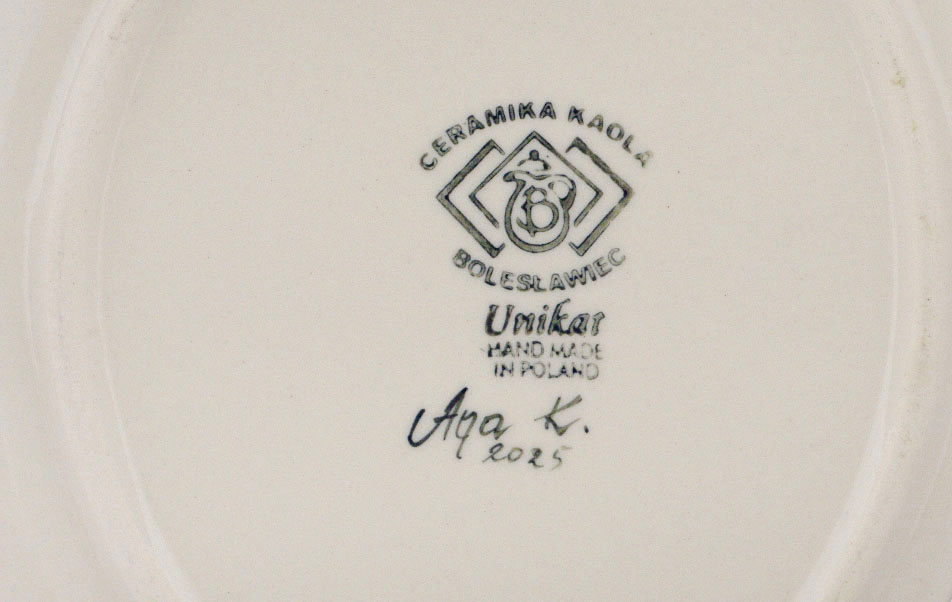 CERAMIKA KAOLA
B
BOLESŁAWIEC
Unikat
HAND MADE
IN POLAND
Aga K.
2025